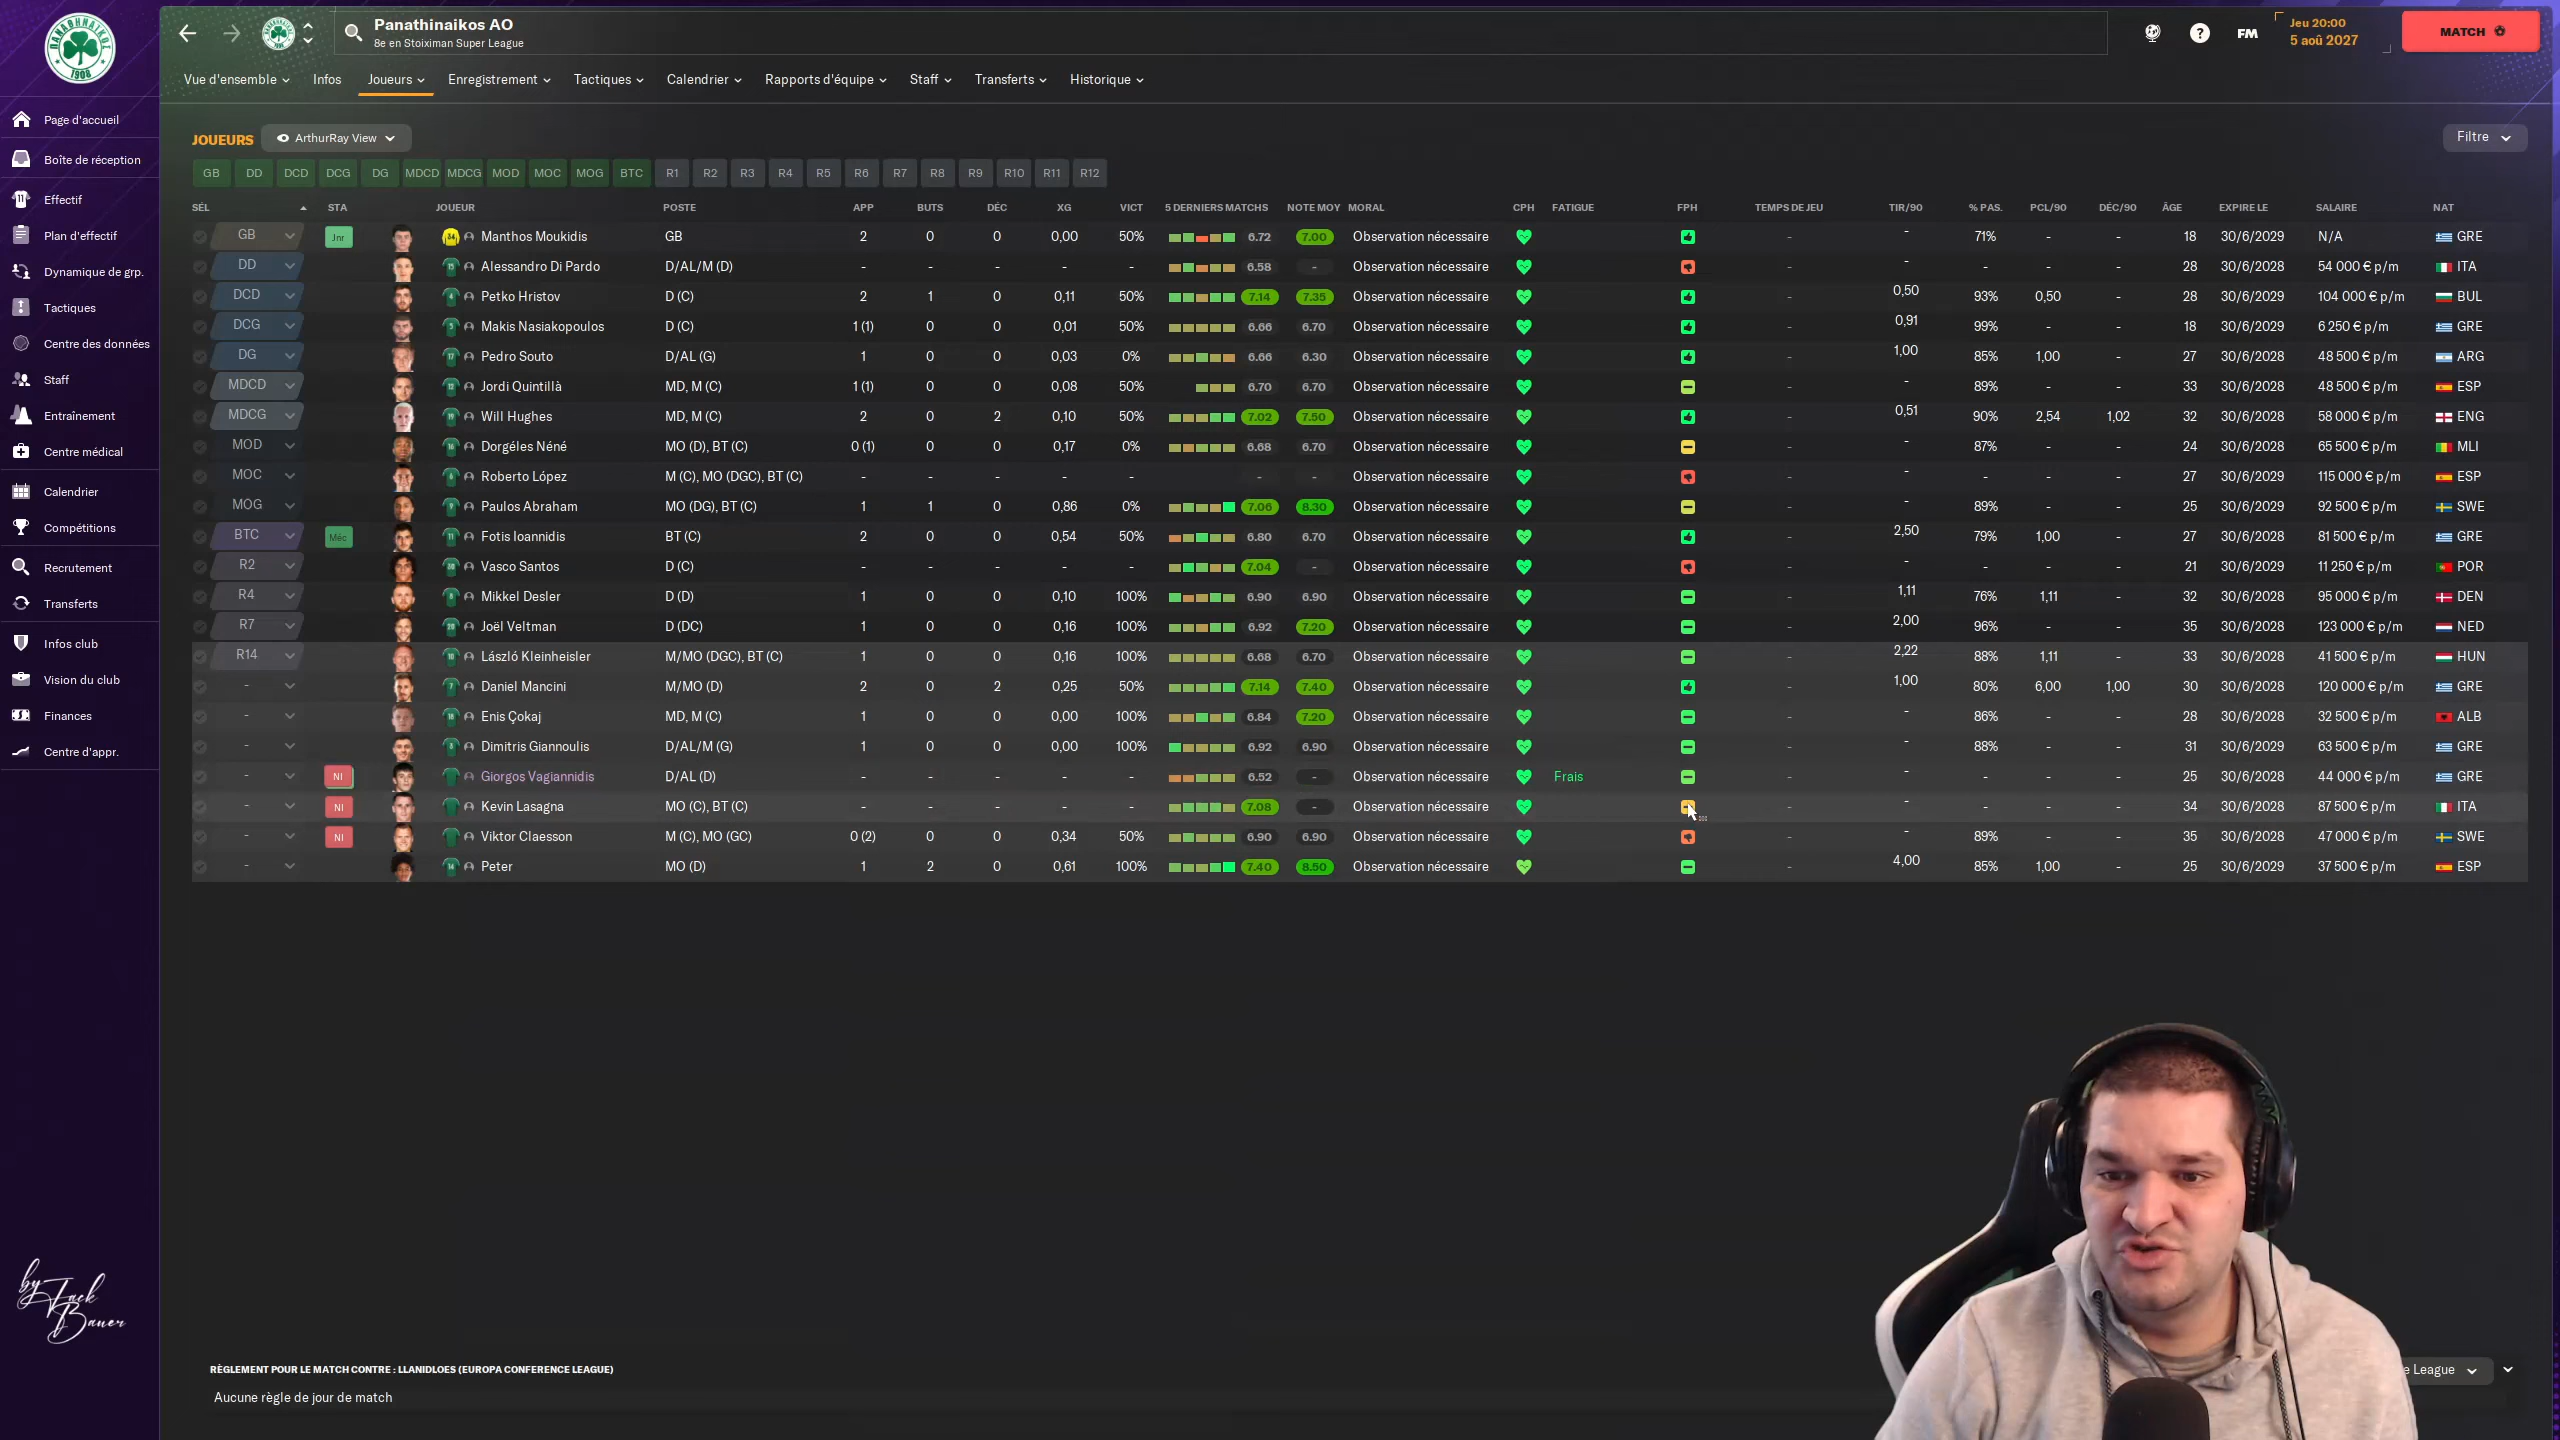 Panathinaikos AO
8e en Stoiximan Super League
FM
Jeu 20:00
5 aoû 2027
MATCH
Vue d'ensemble Infos Joueurs Enregistrement Tactiques Calendrier Rapports d'équipe Staff Transferts Historique
Page d'accueil
Boîte de réception
Effectif
Plan d'effectif
Dynamique de grp.
Tactiques
Centre des données
Staff
Entraînement
Centre médical
Calendrier
Compétitions
Recrutement
Transferts
Infos club
Vision du club
Finances
Centre d'appr.
by Jack Bauer
JOUEURS ArthurRay View Filtre
GB DD DCD DCG DG MDCD MDCG MOD MOC MOG BTC R1 R2 R3 R4 R5 R6 R7 R8 R9 R10 R11 R12
SÉL STA JOUEUR POSTE APP BUTS DÉC XG VICT 5 DERNIERS MATCHS NOTE MOY MORAL CPH FATIGUE FPH TEMPS DE JEU TIR/90 % PAS. PCL/90 DÉC/90 ÂGE EXPIRE LE SALAIRE NAT
GB Jnr Manthos Moukidis GB 2 0 0 0,00 50% 6.72 7.00 Observation nécessaire - - 71% - - 18 30/6/2029 N/A GRE
DD Alessandro Di Pardo D/AL/M (D) - - - - - 6.58 - Observation nécessaire - - - - - 28 30/6/2028 54 000 € p/m ITA
DCD Petko Hristov D (C) 2 1 0 0,11 50% 7.14 7.35 Observation nécessaire - 0,50 93% 0,50 - 28 30/6/2029 104 000 € p/m BUL
DCG Makis Nasiakopoulos D (C) 1 (1) 0 0 0,01 50% 6.66 6.70 Observation nécessaire - 0,91 99% - - 18 30/6/2029 6 250 € p/m GRE
DG Pedro Souto D/AL (G) 1 0 0 0,03 0% 6.66 6.30 Observation nécessaire - 1,00 85% 1,00 - 27 30/6/2028 48 500 € p/m ARG
MDCD Jordi Quintillà MD, M (C) 1 (1) 0 0 0,08 50% 6.70 6.70 Observation nécessaire - - 89% - - 33 30/6/2028 48 500 € p/m ESP
MDCG Will Hughes MD, M (C) 2 0 2 0,10 50% 7.02 7.50 Observation nécessaire - 0,51 90% 2,54 1,02 32 30/6/2028 58 000 € p/m ENG
MOD Dorgéles Néné MO (D), BT (C) 0 (1) 0 0 0,17 0% 6.68 6.70 Observation nécessaire - - 87% - - 24 30/6/2028 65 500 € p/m MLI
MOC Roberto López M (C), MO (DGC), BT (C) - - - - - - - Observation nécessaire - - - - - 27 30/6/2028 115 000 € p/m ESP
MOG Paulos Abraham MO (DG), BT (C) 1 1 0 0,86 0% 7.06 8.30 Observation nécessaire - - 89% - - 25 30/6/2028 92 500 € p/m SWE
BTC Méc Fotis Ioannidis BT (C) 2 0 0 0,54 50% 6.80 6.70 Observation nécessaire - 2,50 79% 1,00 - 27 30/6/2028 81 500 € p/m GRE
R2 Vasco Santos D (C) - - - - - 7.04 - Observation nécessaire - - - - - 21 30/6/2029 11 250 € p/m POR
R4 Mikkel Desler D (D) 1 0 0 0,10 100% 6.90 6.90 Observation nécessaire - 1,11 76% 1,11 - 32 30/6/2028 95 000 € p/m DEN
R7 Joël Veltman D (DC) 1 0 0 0,16 100% 6.92 7.20 Observation nécessaire - 2,00 96% - - 35 30/6/2028 123 000 € p/m NED
R14 László Kleinheisler M/MO (DGC), BT (C) 1 0 0 0,16 100% 6.68 6.70 Observation nécessaire - 2,22 88% 1,11 - 33 30/6/2028 41 500 € p/m HUN
- Daniel Mancini M/MO (D) 2 0 2 0,25 50% 7.14 7.40 Observation nécessaire - 1,00 80% 6,00 1,00 30 30/6/2028 120 000 € p/m GRE
- Enis Çokaj MD, M (C) 1 0 0 0,00 100% 6.84 7.20 Observation nécessaire - - 86% - - 28 30/6/2028 32 500 € p/m ALB
- Dimitris Giannoulis D/AL/M (G) 1 0 0 0,00 100% 6.92 6.90 Observation nécessaire - - 88% - - 31 30/6/2029 63 500 € p/m GRE
- NI Giorgos Vagiannidis D/AL (D) - - - - - 6.52 - Observation nécessaire Frais - - - - - 25 30/6/2028 44 000 € p/m GRE
- NI Kevin Lasagna MO (C), BT (C) - - - - - 7.08 - Observation nécessaire - - - - - 34 30/6/2028 87 500 € p/m ITA
- NI Viktor Claesson M (C), MO (GC) 0 (2) 0 0 0,34 50% 6.90 6.90 Observation nécessaire - - 89% - - 35 30/6/2028 47 000 € p/m SWE
- Peter MO (D) 1 2 0 0,61 100% 7.40 8.50 Observation nécessaire - 4,00 85% 1,00 - 25 30/6/2029 37 500 € p/m ESP
RÈGLEMENT POUR LE MATCH CONTRE : LLANIDLOES (EUROPA CONFERENCE LEAGUE)
League
Aucune règle de jour de match